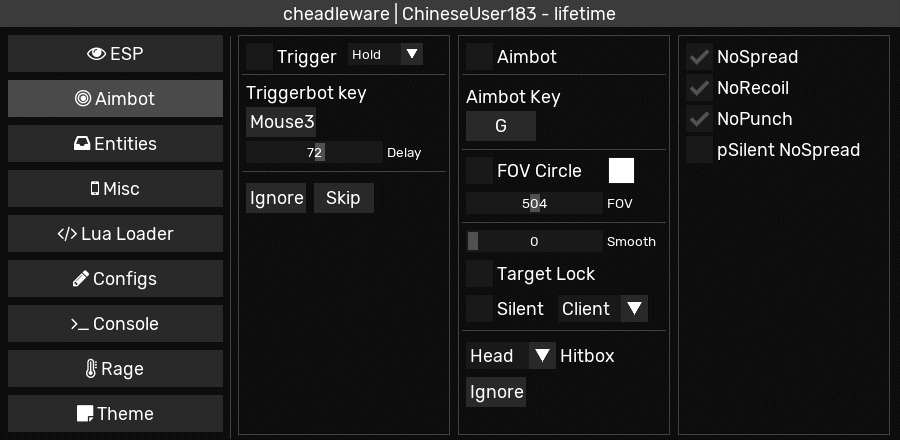 cheadleware | ChineseUser183 - lifetime
ESP
Aimbot
Entities
Misc
</> Lua Loader
Configs
>_ Console
Rage
Theme
Trigger Hold
Triggerbot key
Mouse3
72 Delay
Ignore Skip
Aimbot
Aimbot Key
G
FOV Circle
504 FOV
0 Smooth
Target Lock
Silent Client
Head Hitbox
Ignore
NoSpread
NoRecoil
NoPunch
pSilent NoSpread